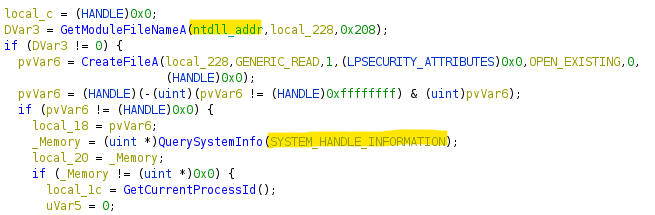 local_c = (HANDLE)0x0;
DVar3 = GetModuleFileNameA(ntdll_addr,local_228,0x208);
if (DVar3 != 0) {
pvVar6 = CreateFileA(local_228,GENERIC_READ,1,(LPSECURITY_ATTRIBUTES)0x0,OPEN_EXISTING,0,
(HANDLE)0x0);
pvVar6 = (HANDLE)(-(uint)(pvVar6 != (HANDLE)0xffffffff) & (uint)pvVar6);
if (pvVar6 != (HANDLE)0x0) {
local_18 = pvVar6;
_Memory = (uint *)QuerySystemInfo(SYSTEM_HANDLE_INFORMATION);
local_20 = _Memory;
if (_Memory != (uint *)0x0) {
local_1c = GetCurrentProcessId();
uVar5 = 0;